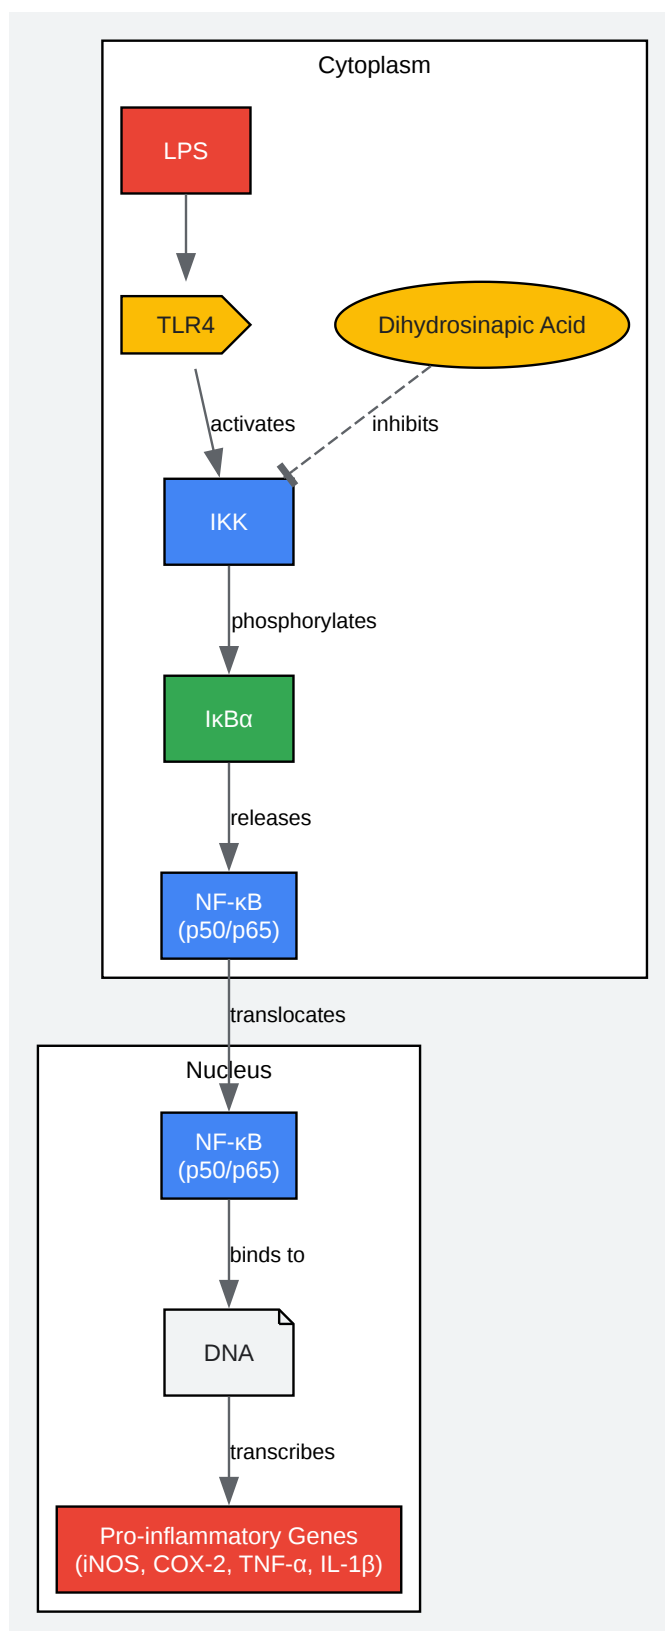 Cytoplasm
LPS
TLR4
Dihydrosinapic Acid
activates
inhibits
IKK
phosphorylates
IκBα
releases
NF-κB
(p50/p65)
translocates
Nucleus
NF-κB
(p50/p65)
binds to
DNA
transcribes
Pro-inflammatory Genes
(iNOS, COX-2, TNF-α, IL-1β)